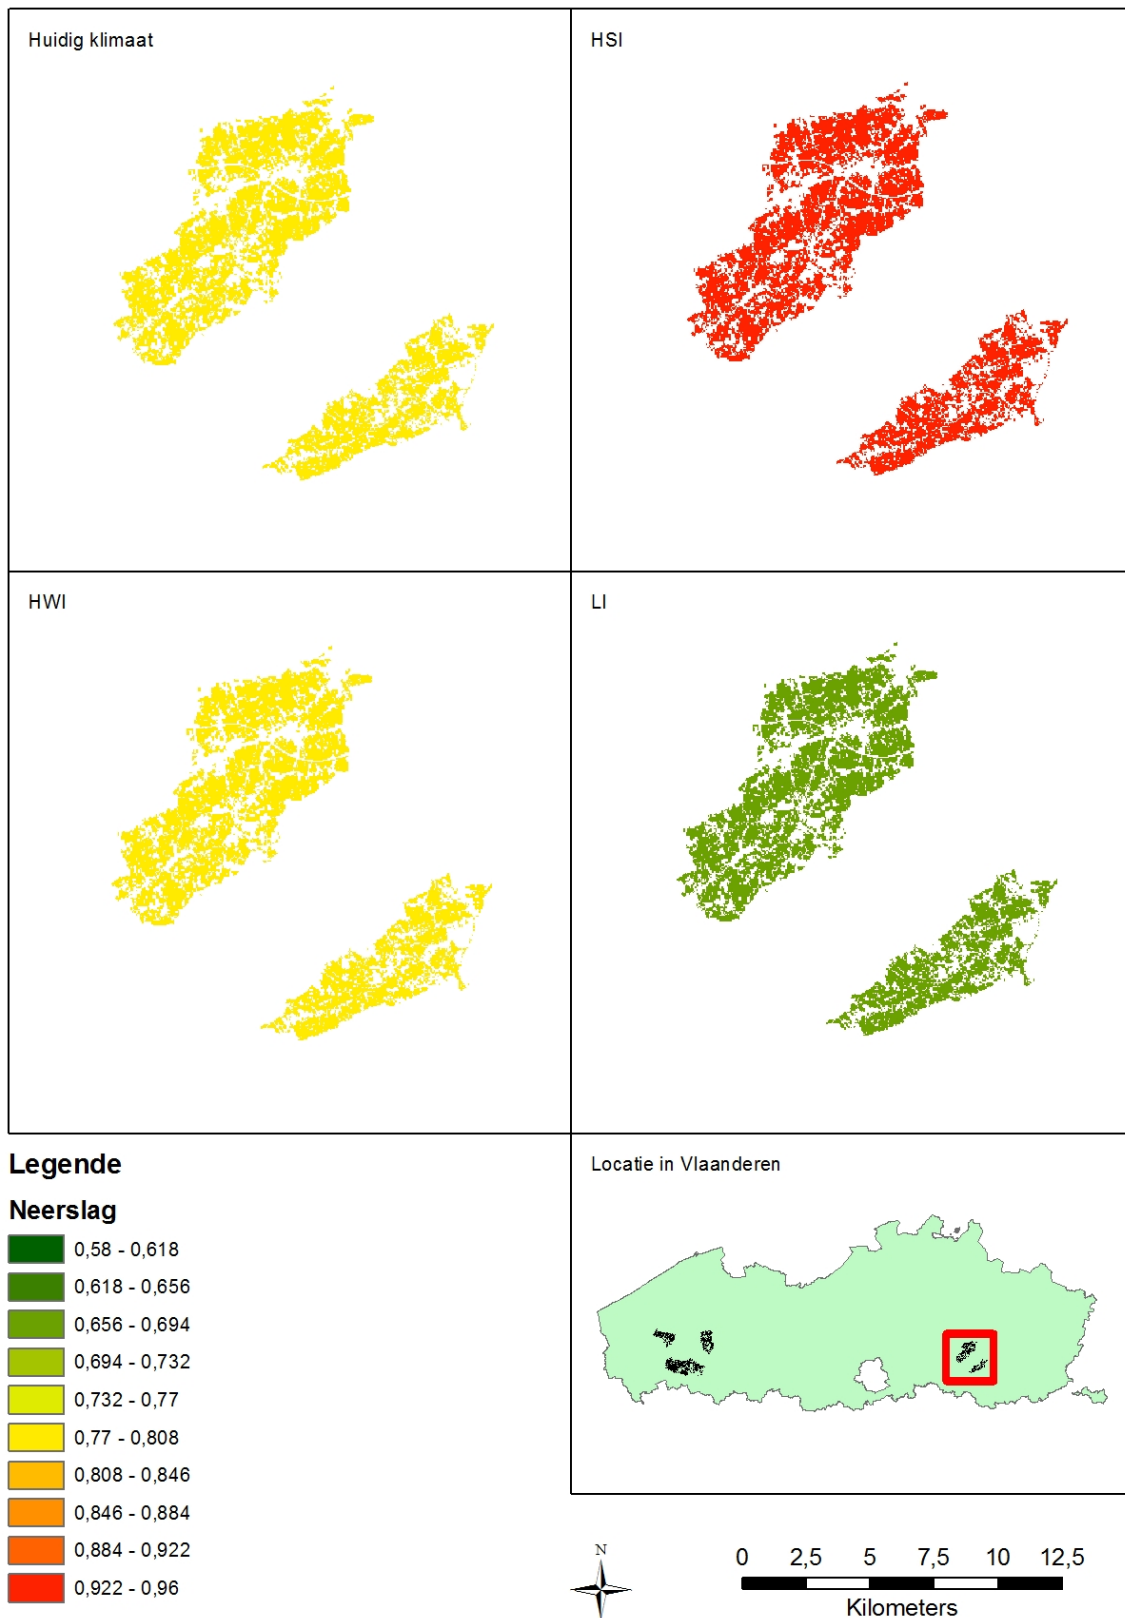 Huidig klimaat
HSI
HWI
LI
Legende
Neerslag
0,58 - 0,618
0,618 - 0,656
0,656 - 0,694
0,694 - 0,732
0,732 - 0,77
0,77 - 0,808
0,808 - 0,846
0,846 - 0,884
0,884 - 0,922
0,922 - 0,96
Locatie in Vlaanderen
N
0 2,5 5 7,5 10 12,5
Kilometers